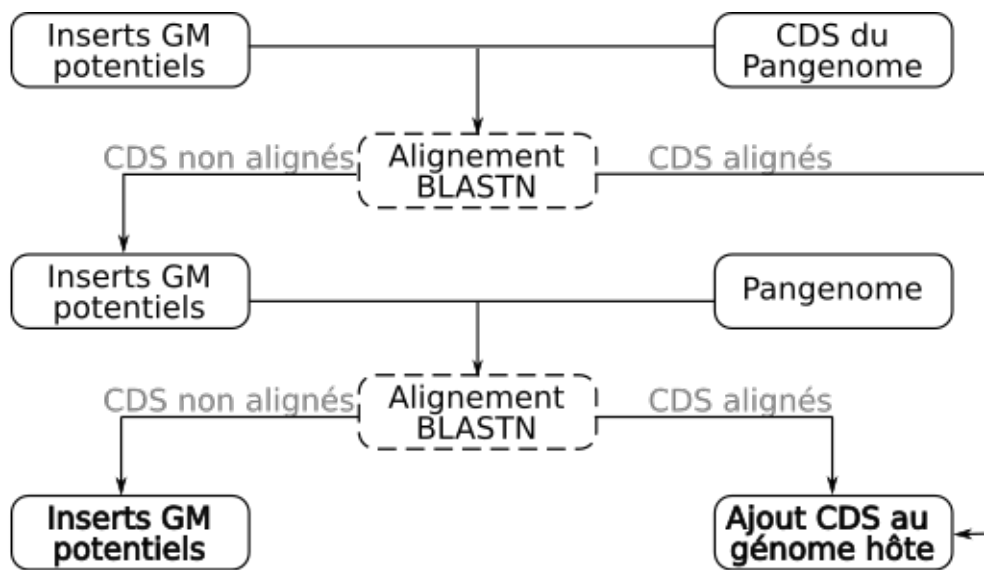 Inserts GM
potentiels
CDS du
Pangenome
CDS non alignés
Alignement
BLASTN
CDS alignés
Inserts GM
potentiels
Pangenome
CDS non alignés
Alignement
BLASTN
CDS alignés
Inserts GM
potentiels
Ajout CDS au
génome hôte